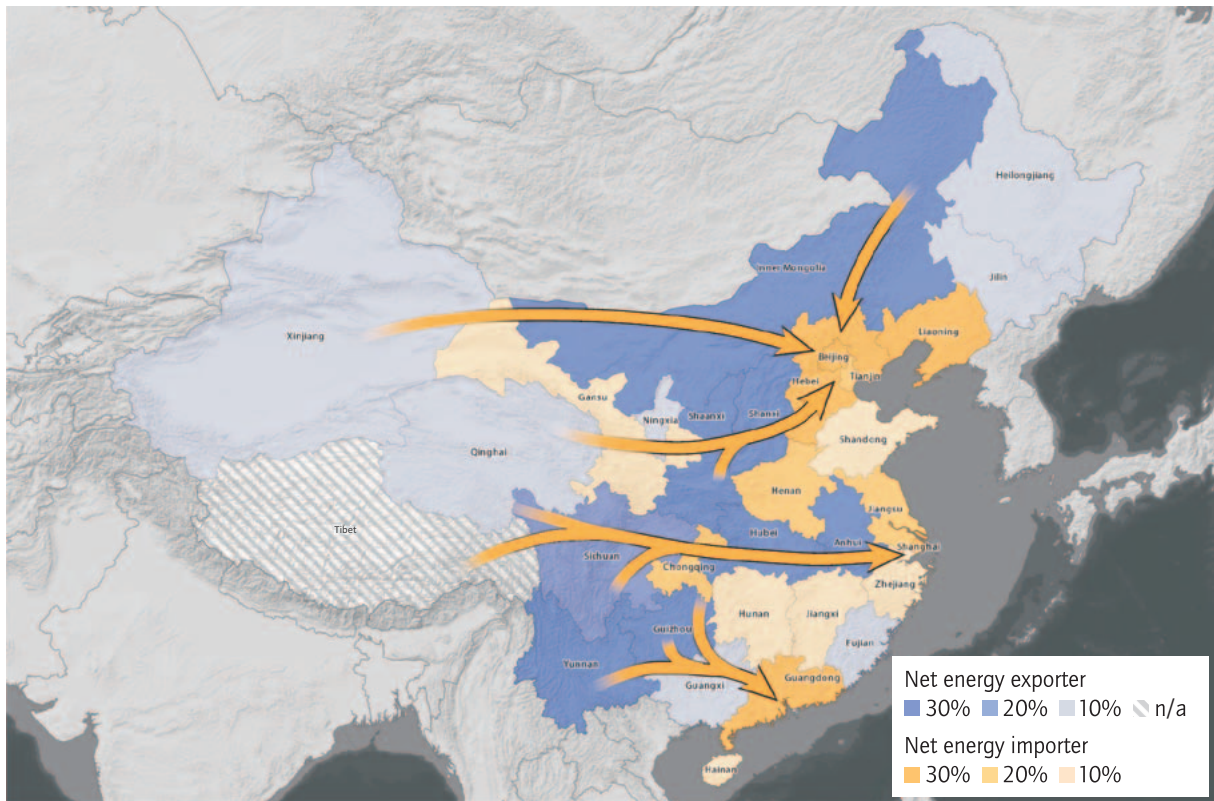 Heilongjiang
Inner Mongolia
Jilin
Xinjiang
Liaoning
Beijing
Hebei
Tianjin
Gansu
Ningxia
Shaanxi
Shanxi
Shandong
Qinghai
Henan
Jiangsu
Tibet
Hubei
Anhui
Shanghai
Sichuan
Chongqing
Zhejiang
Hunan
Jiangxi
Guizhou
Fujian
Yunnan
Guangxi
Guangdong
Hainan
Net energy exporter
30% 20% 10% n/a
Net energy importer
30% 20% 10%